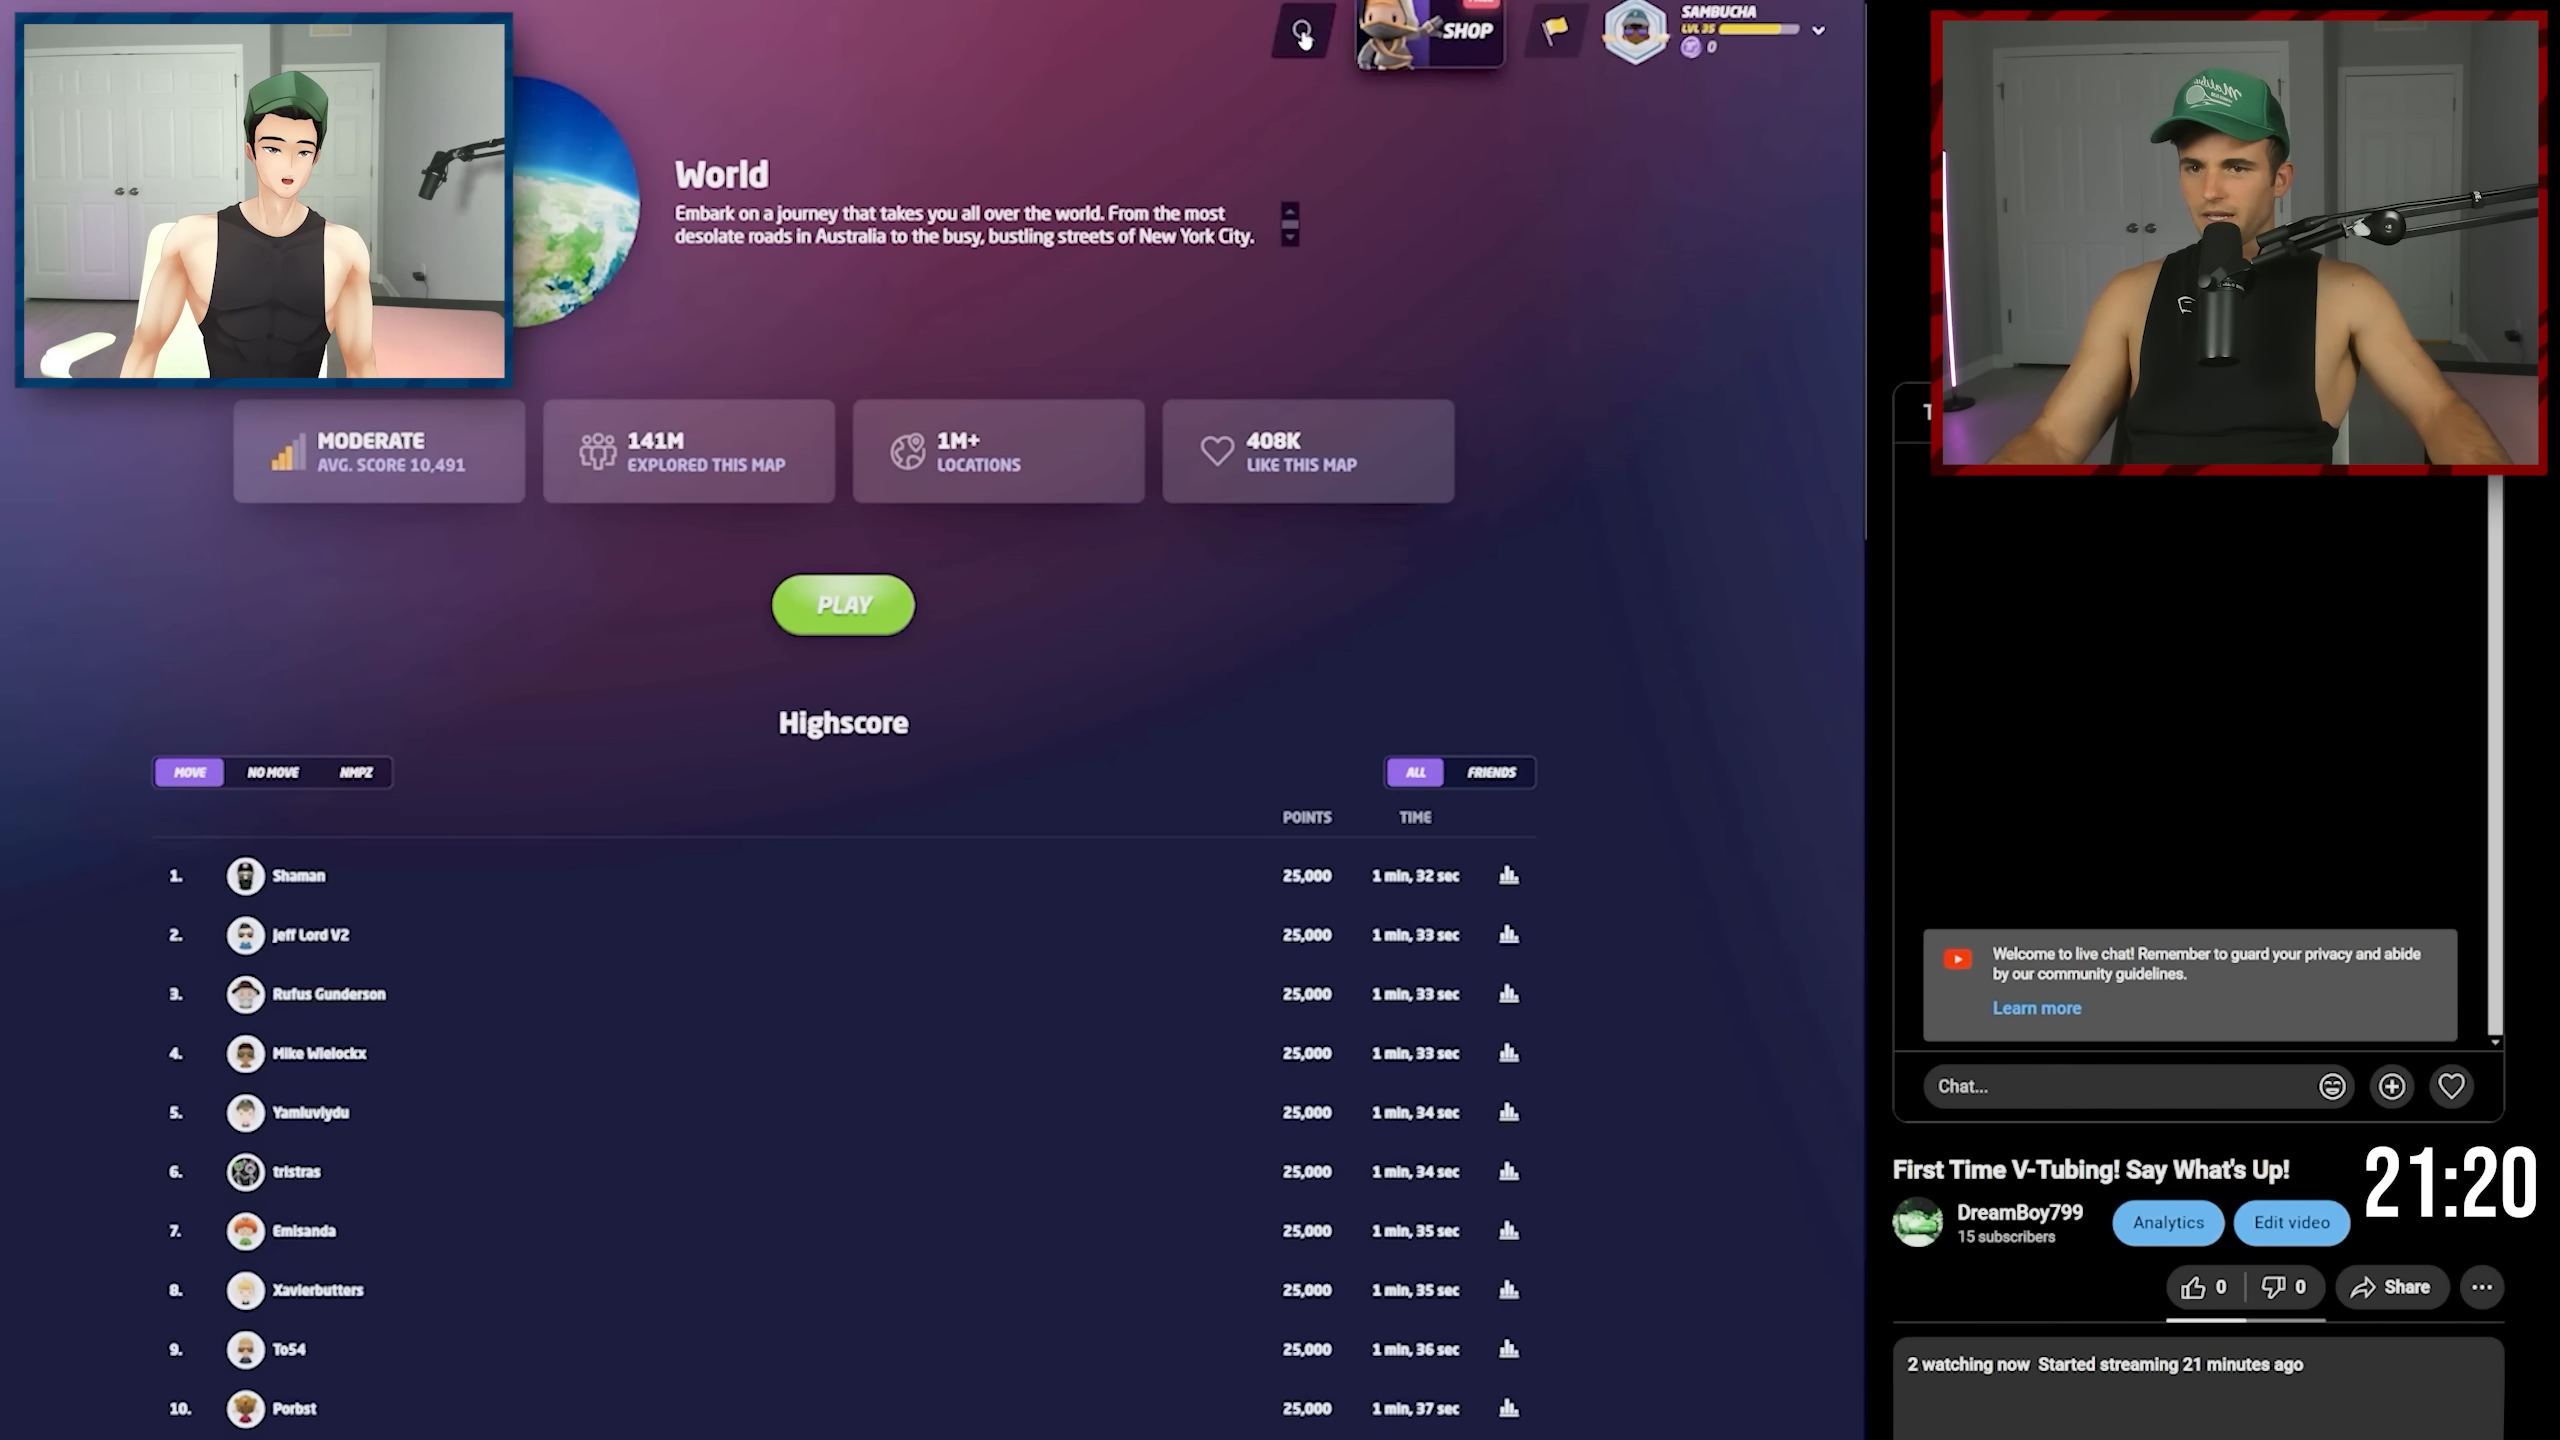 SHOP
SAMBUCHA
LVL 35
0
World
Embark on a journey that takes you all over the world. From the most
desolate roads in Australia to the busy, bustling streets of New York City.
MODERATE
AVG. SCORE 10,491
141M
EXPLORED THIS MAP
1M+
LOCATIONS
408K
LIKE THIS MAP
PLAY
Highscore
MOVE NO MOVE NMPZ
ALL FRIENDS
POINTS TIME
1. Shaman 25,000 1 min, 32 sec
2. Jeff Lord V2 25,000 1 min, 33 sec
3. Rufus Gunderson 25,000 1 min, 33 sec
4. Mike Wielockx 25,000 1 min, 33 sec
5. Yamluvlydu 25,000 1 min, 34 sec
6. tristras 25,000 1 min, 34 sec
7. Emisanda 25,000 1 min, 35 sec
8. Xavierbutters 25,000 1 min, 35 sec
9. To54 25,000 1 min, 36 sec
10. Porbst 25,000 1 min, 37 sec
Malibu
Welcome to live chat! Remember to guard your privacy and abide
by our community guidelines.
Learn more
Chat...
First Time V-Tubing! Say What's Up!
21:20
DreamBoy799
15 subscribers
Analytics
Edit video
0 0 Share
2 watching now Started streaming 21 minutes ago